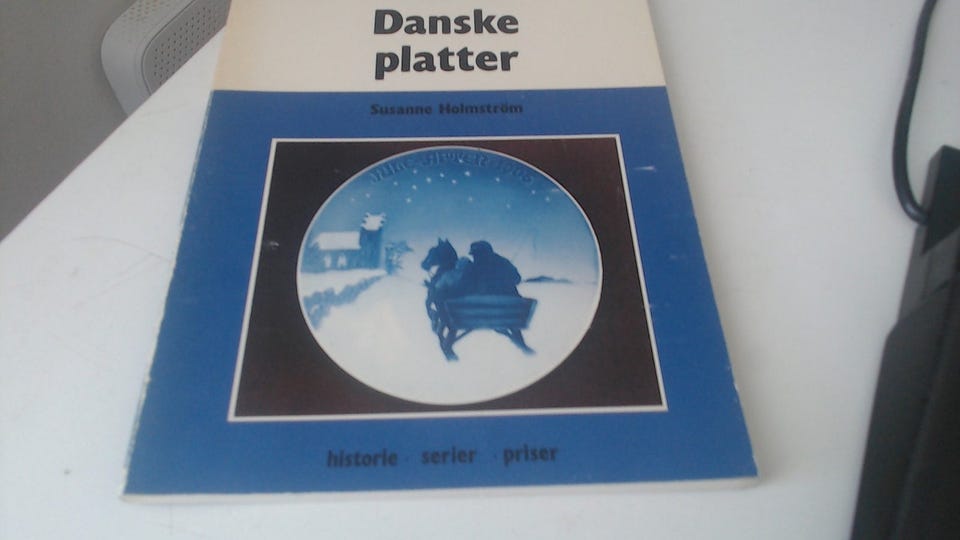 Danske
platter
Susanne Holmström
historie · serier · priser